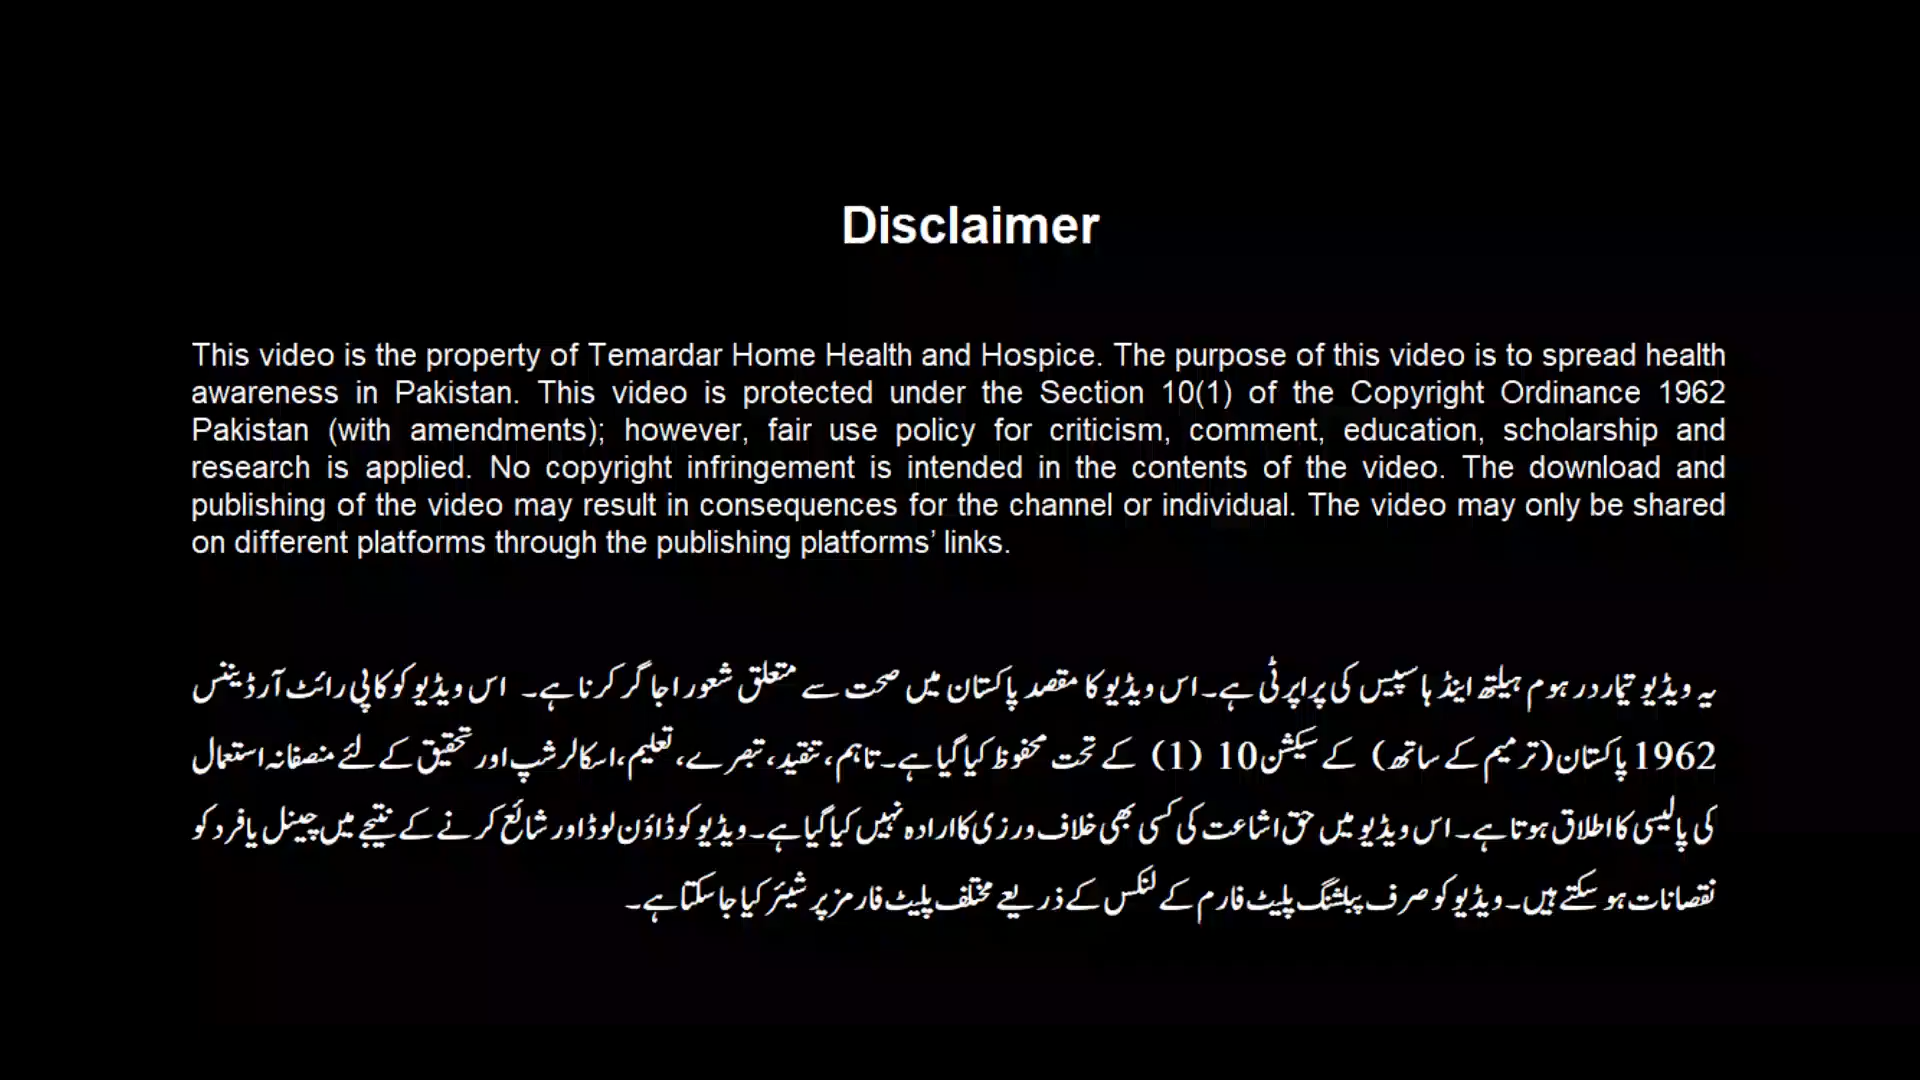 Disclaimer
This video is the property of Temardar Home Health and Hospice. The purpose of this video is to spread health
awareness in Pakistan. This video is protected under the Section 10(1) of the Copyright Ordinance 1962
Pakistan (with amendments); however, fair use policy for criticism, comment, education, scholarship and
research is applied. No copyright infringement is intended in the contents of the video. The download and
publishing of the video may result in consequences for the channel or individual. The video may only be shared
on different platforms through the publishing platforms’ links.
یہ ویڈیو تیماردر ہوم ہیلتھ اینڈ ہاسپیس کی پراپرٹی ہے۔ اس ویڈیو کا مقصد پاکستان میں صحت سے متعلق شعور اجاگر کرنا ہے۔ اس ویڈیو کو کاپی رائٹ آرڈیننس
1962 پاکستان (ترمیم کے ساتھ) کے سیکشن 10 (1) کے تحت محفوظ کیا گیا ہے۔ تاہم، تنقید، تبصرے، تعلیم، اسکالرشپ اور تحقیق کے لئے منصفانہ استعمال
کی پالیسی کا اطلاق ہوتا ہے۔ اس ویڈیو میں حق اشاعت کی کسی بھی خلاف ورزی کا ارادہ نہیں کیا گیا ہے۔ ویڈیو کو ڈاؤن لوڈ اور شائع کرنے کے نتیجے میں چینل یا فرد کو
نقصانات ہو سکتے ہیں۔ ویڈیو کو صرف پبلشنگ پلیٹ فارم کے لنکس کے ذریعے مختلف پلیٹ فارمز پر شیئر کیا جا سکتا ہے۔